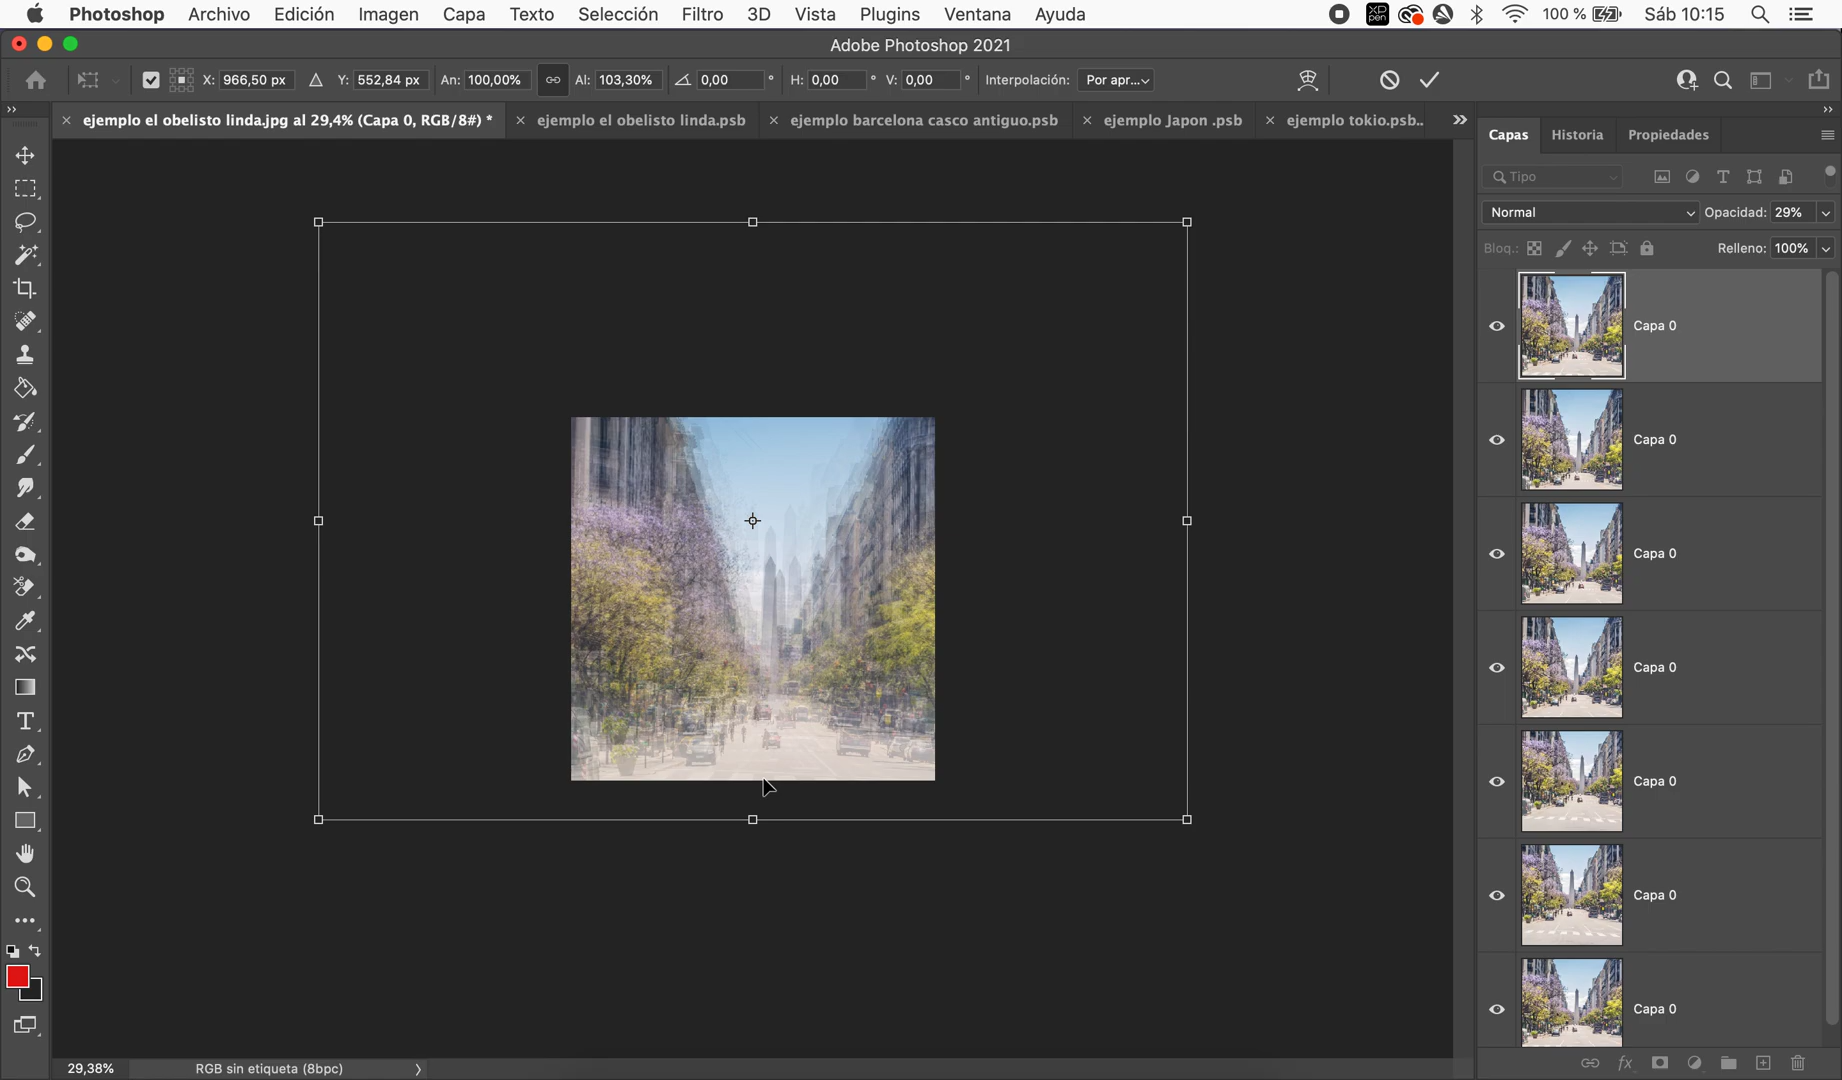 Photoshop Archivo Edición Imagen Capa Texto Selección Filtro 3D Vista Plugins Ventana Ayuda XP pen 100 % Sáb 10:15
Adobe Photoshop 2021
X: 966,50 px Y: 552,84 px An: 100,00% Al: 103,30% 0,00 ° H: 0,00 ° V: 0,00 ° Interpolación: Por apr...
ejemplo el obelisto linda.jpg al 29,4% (Capa 0, RGB/8#) * ejemplo el obelisto linda.psb ejemplo barcelona casco antiguo.psb ejemplo Japon .psb ejemplo tokio.psb..
Capas Historia Propiedades
Tipo
Normal Opacidad: 29%
Bloq.: Relleno: 100%
Capa 0
Capa 0
Capa 0
Capa 0
Capa 0
Capa 0
Capa 0
29,38% RGB sin etiqueta (8bpc)